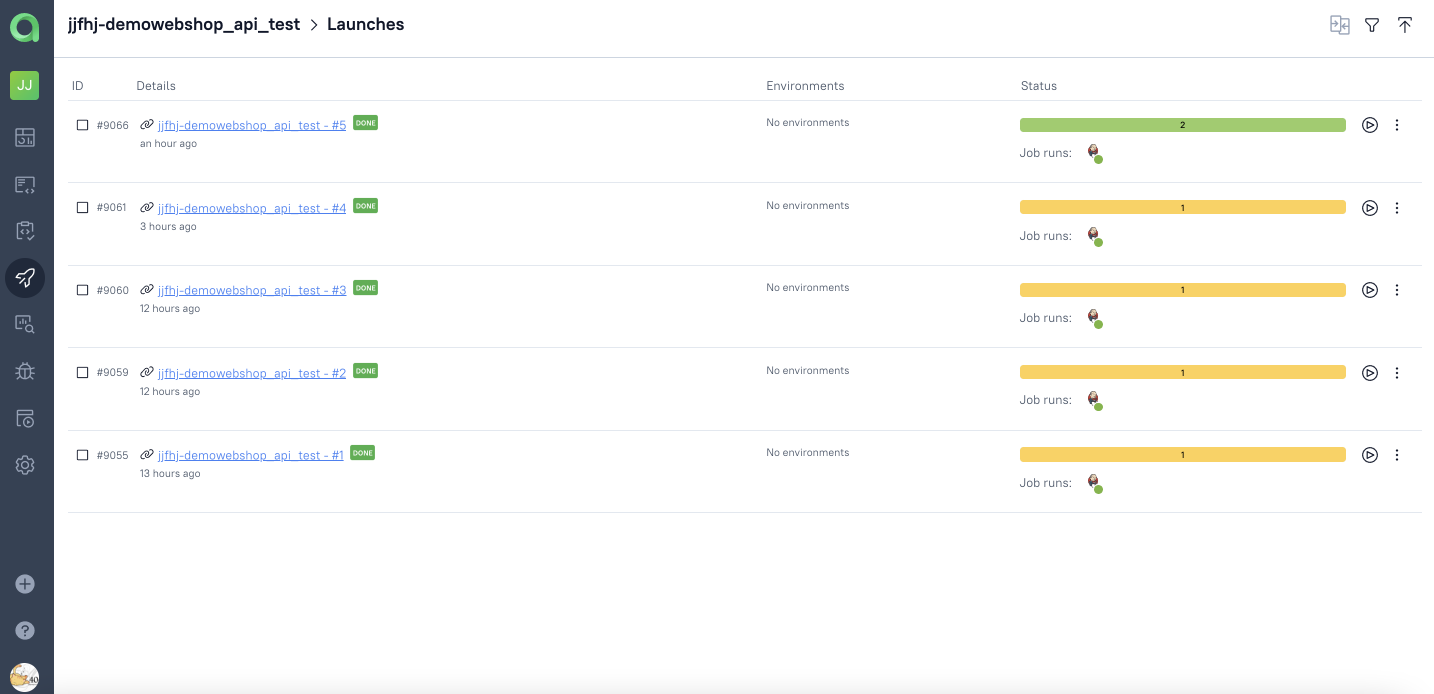 jjfhj-demowebshop_api_test > Launches
JJ
ID Details Environments Status
#9066 jjfhj-demowebshop_api_test - #5 DONE No environments 2
an hour ago
Job runs:
#9061 jjfhj-demowebshop_api_test - #4 DONE No environments 1
3 hours ago
Job runs:
#9060 jjfhj-demowebshop_api_test - #3 DONE No environments 1
12 hours ago
Job runs:
#9059 jjfhj-demowebshop_api_test - #2 DONE No environments 1
12 hours ago
Job runs:
#9055 jjfhj-demowebshop_api_test - #1 DONE No environments 1
13 hours ago
Job runs:
?
40